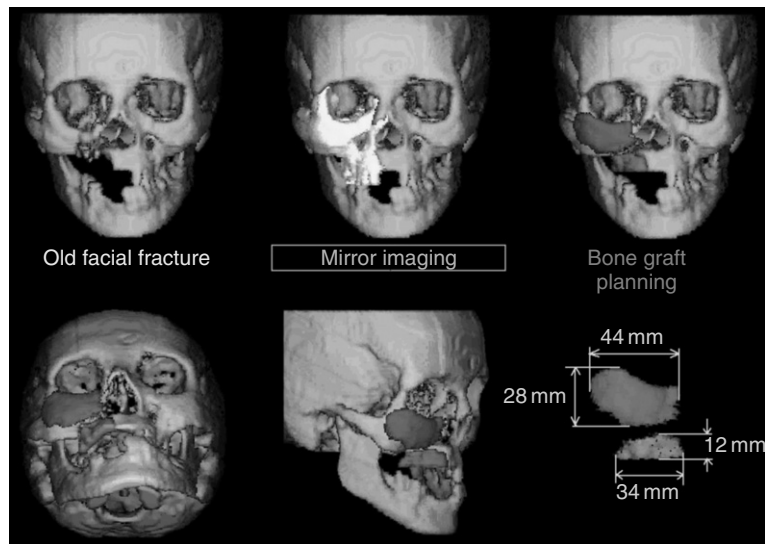 Old facial fracture
Mirror imaging
Bone graft
planning
44 mm
28 mm
12 mm
34 mm